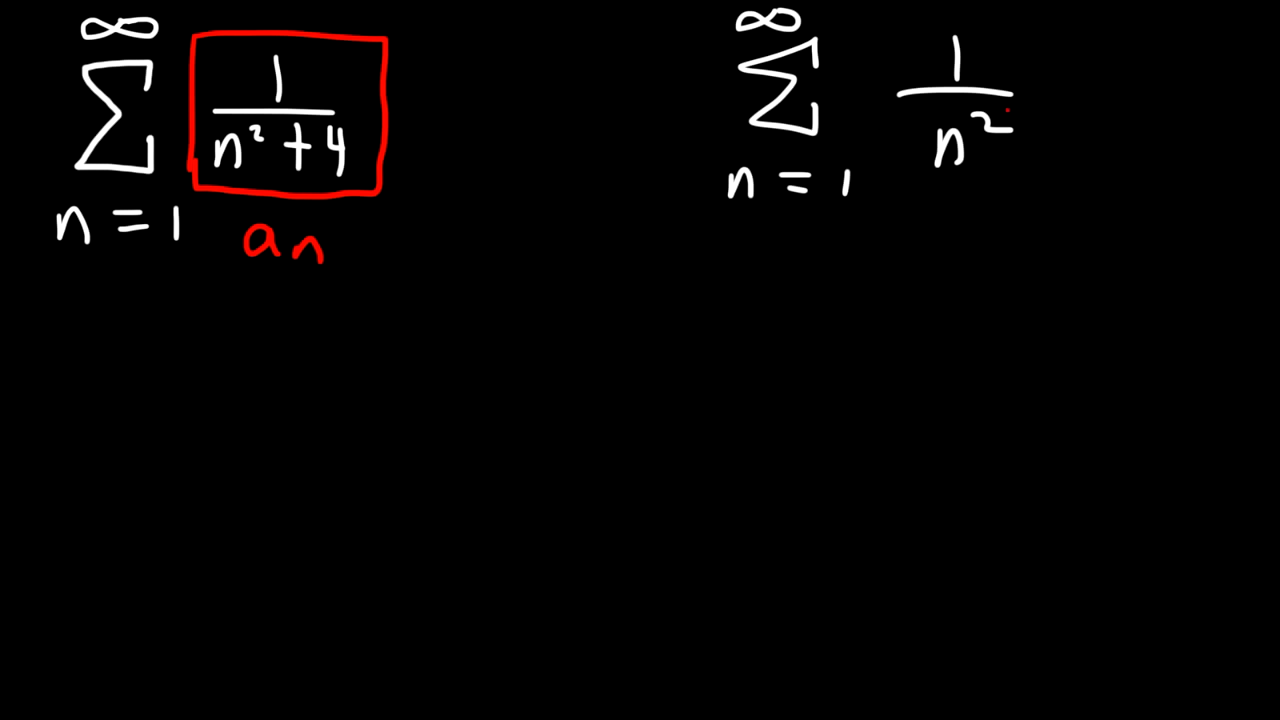 ∞
∑ 1/(n² + 4)
n = 1
aₙ
∞
∑ 1/n²
n = 1